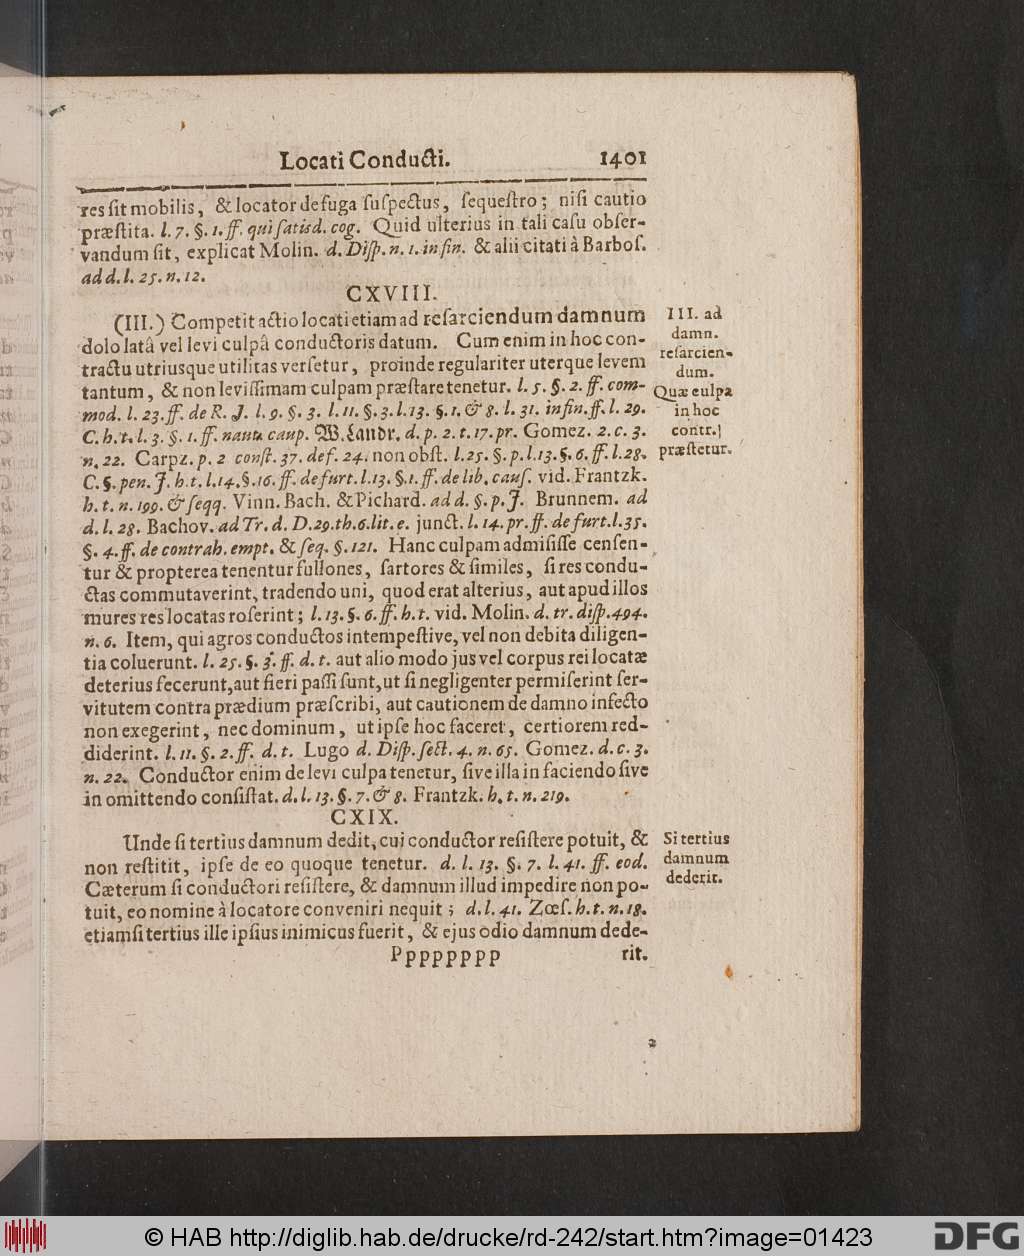 Locati Conducti. 1401
res sit mobilis, & locator de fuga suspectus, sequestro; nisi cautio
præstita. l. 7. §. 1. ff. qui satisd. cog. Quid ulterius in tali casu obser-
vandum sit, explicat Molin. d. Disp. n. 1. in fin. & alii citati à Barbos.
ad d. l. 25. n. 12.
CXVIII.
(III.) Competit actio locati etiam ad resarciendum damnum
dolo latâ vel levi culpâ conductoris datum. Cum enim in hoc con-
tractu utriusque utilitas versetur, proinde regulariter uterque levem
tantum, & non levissimam culpam præstare tenetur. l. 5. §. 2. ff. com-
mod. l. 23. ff. de R. J. l. 9. §. 3. l. 11. §. 3. l. 13. §. 1. & 8. l. 31. in fin. ff. l. 29.
C. h. t. l. 3. §. 1. ff. naut. caup. W. Landr. d. p. 2. t. 17. pr. Gomez. 2. c. 3.
n. 22. Carpz. p. 2 const. 37. def. 24. non obst. l. 25. §. p. l. 13. §. 6. ff. l. 28.
C. §. pen. J. h. t. l. 14. §. 16. ff. de furt. l. 13. §. 1. ff. de lib. caus. vid. Frantzk.
h. t. n. 199. & seqq. Vinn. Bach. & Pichard. ad d. §. p. J. Brunnem. ad
d. l. 28. Bachov. ad Tr. d. D. 29. th. 6. lit. e. junct. l. 14. pr. ff. de furt. l. 35.
§. 4. ff. de contrah. empt. & seq. §. 121. Hanc culpam admisisse censen-
tur & propterea tenentur fullones, sartores & similes, si res condu-
ctas commutaverint, tradendo uni, quod erat alterius, aut apud illos
mures res locatas roserint; l. 13. §. 6. ff. h. t. vid. Molin. d. tr. disp. 494.
n. 6. Item, qui agros conductos intempestive, vel non debita diligen-
tia coluerunt. l. 25. §. 3. ff. d. t. aut alio modo jus vel corpus rei locatæ
deterius fecerunt, aut fieri passi sunt, ut si negligenter permiserint ser-
vitutem contra prædium præscribi, aut cautionem de damno infecto
non exegerint, nec dominum, ut ipse hoc faceret, certiorem red-
diderint. l. 11. §. 2. ff. d. t. Lugo d. Disp. sect. 4. n. 65. Gomez. d. c. 3.
n. 22. Conductor enim de levi culpa tenetur, sive illa in faciendo sive
in omittendo consistat. d. l. 13. §. 7. & 8. Frantzk. h. t. n. 219.
CXIX.
Unde si tertius damnum dedit, cui conductor resistere potuit, &
non restitit, ipse de eo quoque tenetur. d. l. 13. §. 7. l. 41. ff. eod.
Cæterum si conductori resistere, & damnum illud impedire non po-
tuit, eo nomine à locatore conveniri nequit; d. l. 41. Zœs. h. t. n. 18.
etiamsi tertius ille ipsius inimicus fuerit, & ejus odio damnum dede-
Pppppppp rit.
III. ad
damn.
resarcien-
dum.
Quæ culpa
in hoc
contr.
præstetur.
Si tertius
damnum
dederit.
© HAB http://diglib.hab.de/drucke/rd-242/start.htm?image=01423
DFG